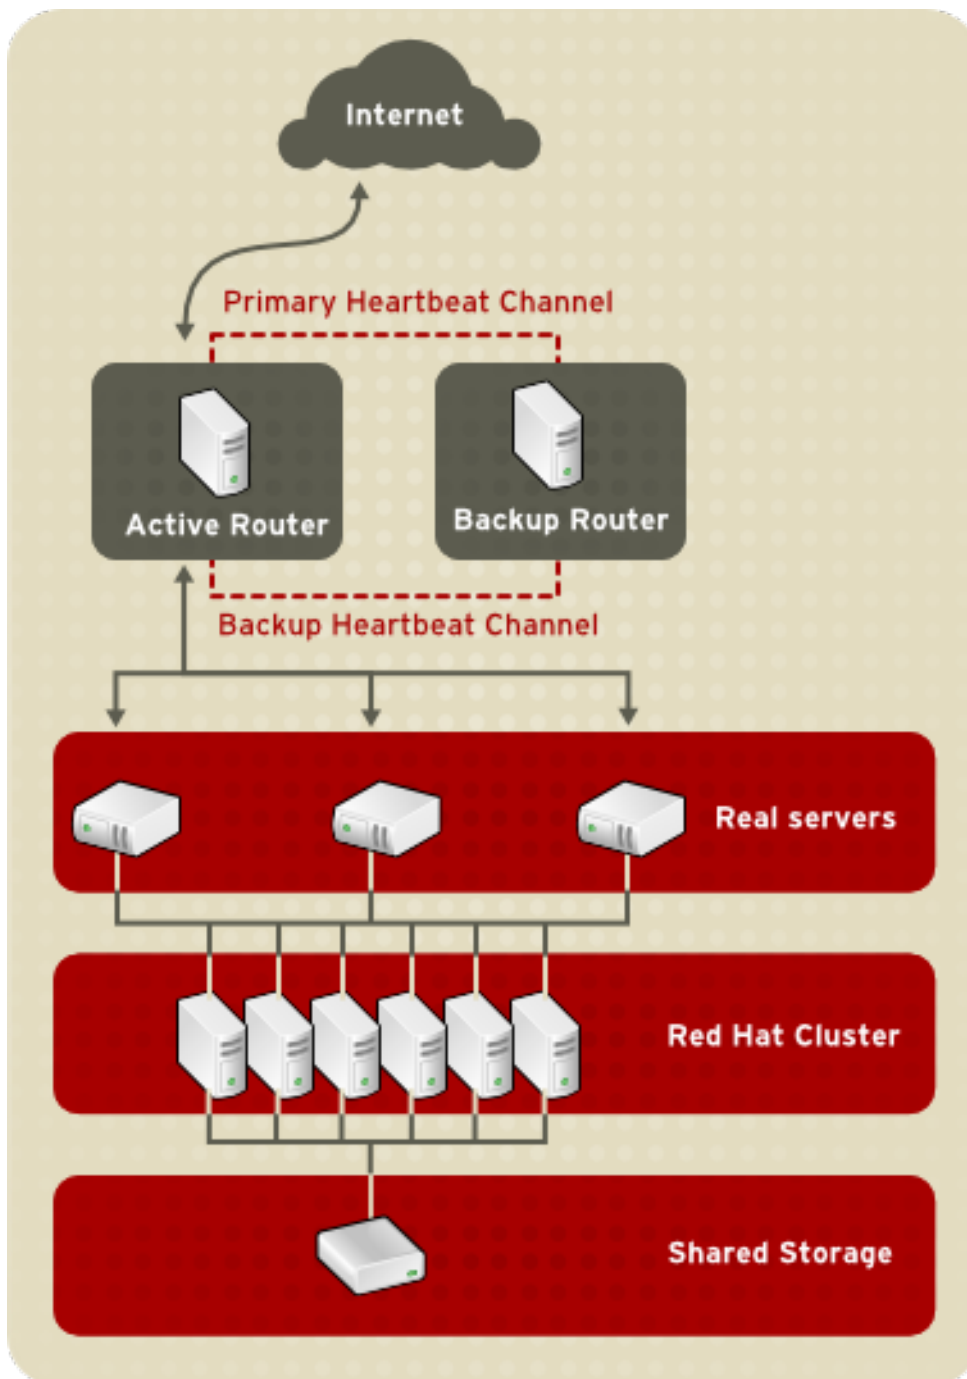 Internet
Primary Heartbeat Channel
Active Router
Backup Router
Backup Heartbeat Channel
Real servers
Red Hat Cluster
Shared Storage